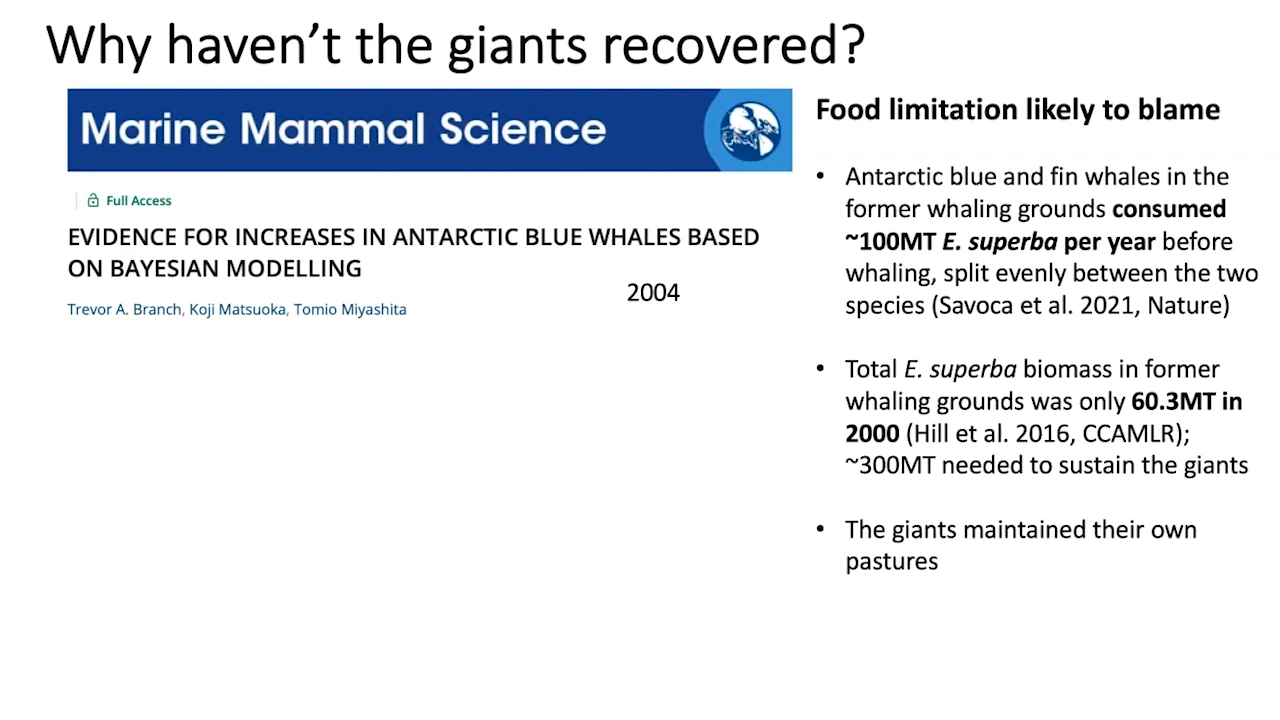 Why haven’t the giants recovered?
Marine Mammal Science
Full Access
EVIDENCE FOR INCREASES IN ANTARCTIC BLUE WHALES BASED
ON BAYESIAN MODELLING
2004
Trevor A. Branch, Koji Matsuoka, Tomio Miyashita
Food limitation likely to blame
• Antarctic blue and fin whales in the
former whaling grounds consumed
~100MT E. superba per year before
whaling, split evenly between the two
species (Savoca et al. 2021, Nature)
• Total E. superba biomass in former
whaling grounds was only 60.3MT in
2000 (Hill et al. 2016, CCAMLR);
~300MT needed to sustain the giants
• The giants maintained their own
pastures